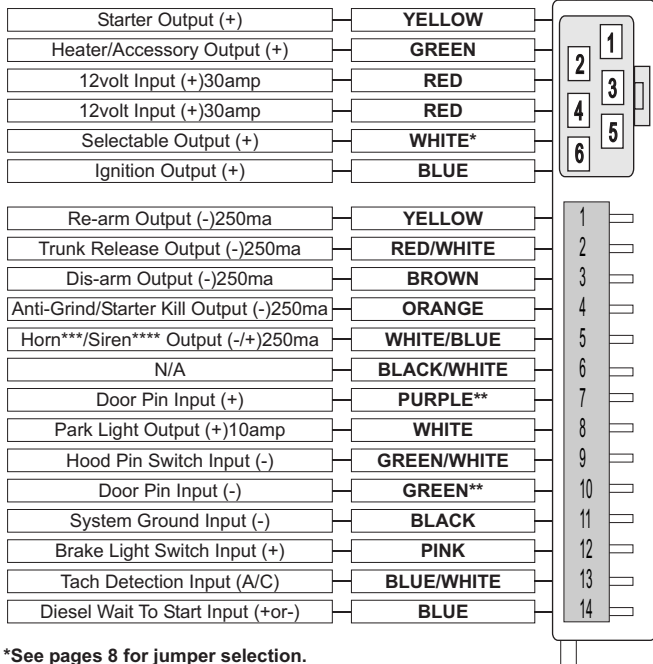 Starter Output (+) YELLOW
Heater/Accessory Output (+) GREEN
12volt Input (+)30amp RED
12volt Input (+)30amp RED
Selectable Output (+) WHITE*
Ignition Output (+) BLUE
1
2
3
4
5
6
Re-arm Output (-)250ma YELLOW 1
Trunk Release Output (-)250ma RED/WHITE 2
Dis-arm Output (-)250ma BROWN 3
Anti-Grind/Starter Kill Output (-)250ma ORANGE 4
Horn***/Siren**** Output (-/+)250ma WHITE/BLUE 5
N/A BLACK/WHITE 6
Door Pin Input (+) PURPLE** 7
Park Light Output (+)10amp WHITE 8
Hood Pin Switch Input (-) GREEN/WHITE 9
Door Pin Input (-) GREEN** 10
System Ground Input (-) BLACK 11
Brake Light Switch Input (+) PINK 12
Tach Detection Input (A/C) BLUE/WHITE 13
Diesel Wait To Start Input (+or-) BLUE 14
*See pages 8 for jumper selection.